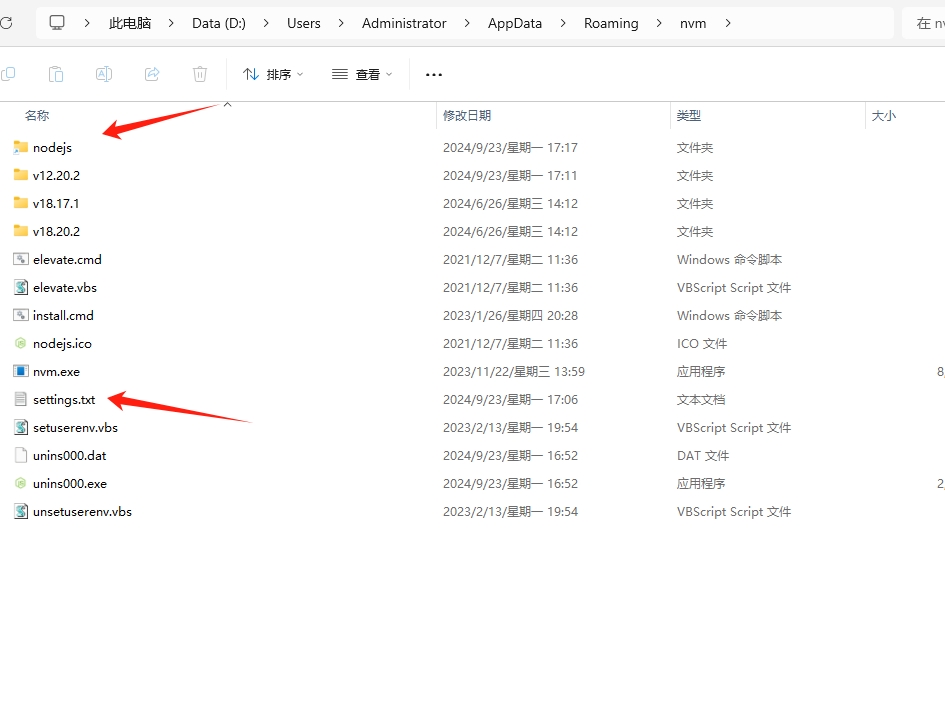 此电脑 > Data (D:) > Users > Administrator > AppData > Roaming > nvm >
在 nv
排序 查看 ...
名称 修改日期 类型 大小
nodejs 2024/9/23/星期一 17:17 文件夹
v12.20.2 2024/9/23/星期一 17:11 文件夹
v18.17.1 2024/6/26/星期三 14:12 文件夹
v18.20.2 2024/6/26/星期三 14:12 文件夹
elevate.cmd 2021/12/7/星期二 11:36 Windows 命令脚本
elevate.vbs 2021/12/7/星期二 11:36 VBScript Script 文件
install.cmd 2023/1/26/星期四 20:28 Windows 命令脚本
nodejs.ico 2021/12/7/星期二 11:36 ICO 文件
nvm.exe 2023/11/22/星期三 13:59 应用程序 8,
settings.txt 2024/9/23/星期一 17:06 文本文档
setuserenv.vbs 2023/2/13/星期一 19:54 VBScript Script 文件
unins000.dat 2024/9/23/星期一 16:52 DAT 文件
unins000.exe 2024/9/23/星期一 16:52 应用程序 2,
unsetuserenv.vbs 2023/2/13/星期一 19:54 VBScript Script 文件